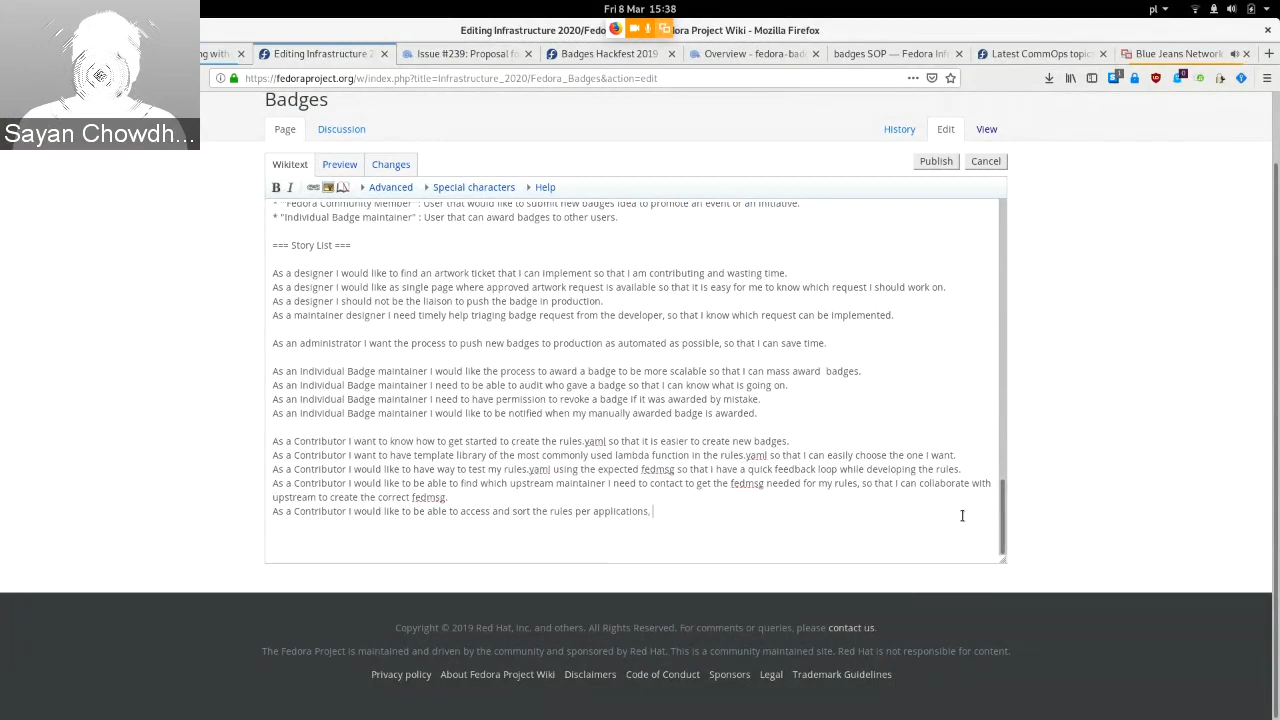 Fri 8 Mar 15:38
pl
Editing Infrastructure 2020/Fedo
ora Project Wiki - Mozilla Firefox
ng with
Editing Infrastructure 2
Issue #239: Proposal fo
Badges Hackfest 2019
Overview - fedora-badg
badges SOP — Fedora Inf
Latest CommOps topic
Blue Jeans Network
https://fedoraproject.org/w/index.php?title=Infrastructure_2020/Fedora_Badges&action=edit
Sayan Chowdh...
Badges
Page
Discussion
History
Edit
View
Wikitext
Preview
Changes
Publish
Cancel
B I
Advanced
Special characters
Help
* "Fedora Community Member" : User that would like to submit new badges idea to promote an event or an initiative.
* "Individual Badge maintainer" : User that can award badges to other users.
=== Story List ===
As a designer I would like to find an artwork ticket that I can implement so that I am contributing and wasting time.
As a designer I would like as single page where approved artwork request is available so that it is easy for me to know which request I should work on.
As a designer I should not be the liaison to push the badge in production.
As a maintainer designer I need timely help triaging badge request from the developer, so that I know which request can be implemented.
As an administrator I want the process to push new badges to production as automated as possible, so that I can save time.
As an Individual Badge maintainer I would like the process to award a badge to be more scalable so that I can mass award  badges.
As an Individual Badge maintainer I need to be able to audit who gave a badge so that I can know what is going on.
As an Individual Badge maintainer I need to have permission to revoke a badge if it was awarded by mistake.
As an Individual Badge maintainer I would like to be notified when my manually awarded badge is awarded.
As a Contributor I want to know how to get started to create the rules.yaml so that it is easier to create new badges.
As a Contributor I want to have template library of the most commonly used lambda function in the rules.yaml so that I can easily choose the one I want.
As a Contributor I would like to have way to test my rules.yaml using the expected fedmsg so that i have a quick feedback loop while developing the rules.
As a Contributor I would like to be able to find which upstream maintainer I need to contact to get the fedmsg needed for my rules, so that I can collaborate with
upstream to create the correct fedmsg.
As a Contributor I would like to be able to access and sort the rules per applications,
Copyright © 2019 Red Hat, Inc. and others. All Rights Reserved. For comments or queries, please contact us.
The Fedora Project is maintained and driven by the community and sponsored by Red Hat. This is a community maintained site. Red Hat is not responsible for content.
Privacy policy
About Fedora Project Wiki
Disclaimers
Code of Conduct
Sponsors
Legal
Trademark Guidelines